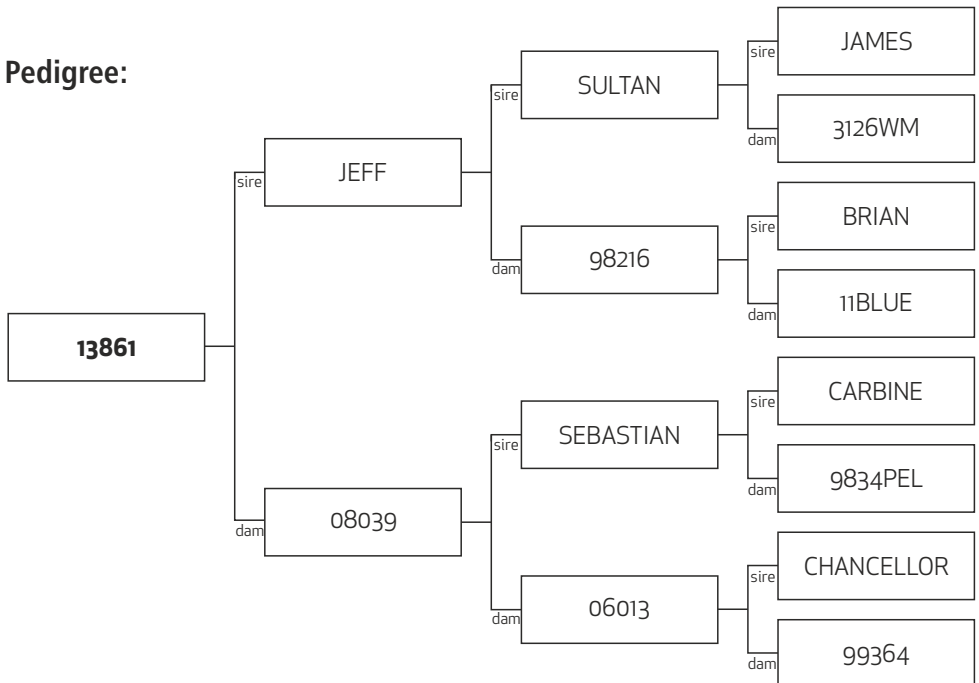 Pedigree:
13861
sire
JEFF
dam
08039
sire
SULTAN
dam
98216
sire
SEBASTIAN
dam
06013
sire
JAMES
dam
3126WM
sire
BRIAN
dam
11BLUE
sire
CARBINE
dam
9834PEL
sire
CHANCELLOR
dam
99364